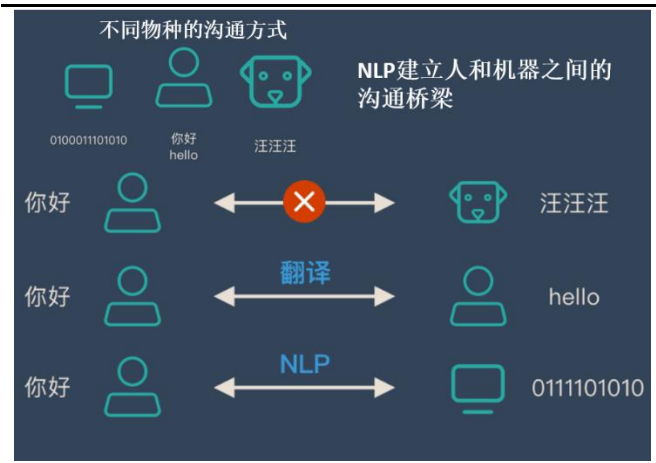 不同物种的沟通方式
NLP建立人和机器之间的
沟通桥梁
0100011101010
你好
hello
汪汪汪
你好
汪汪汪
你好
翻译
hello
你好
NLP
0111101010